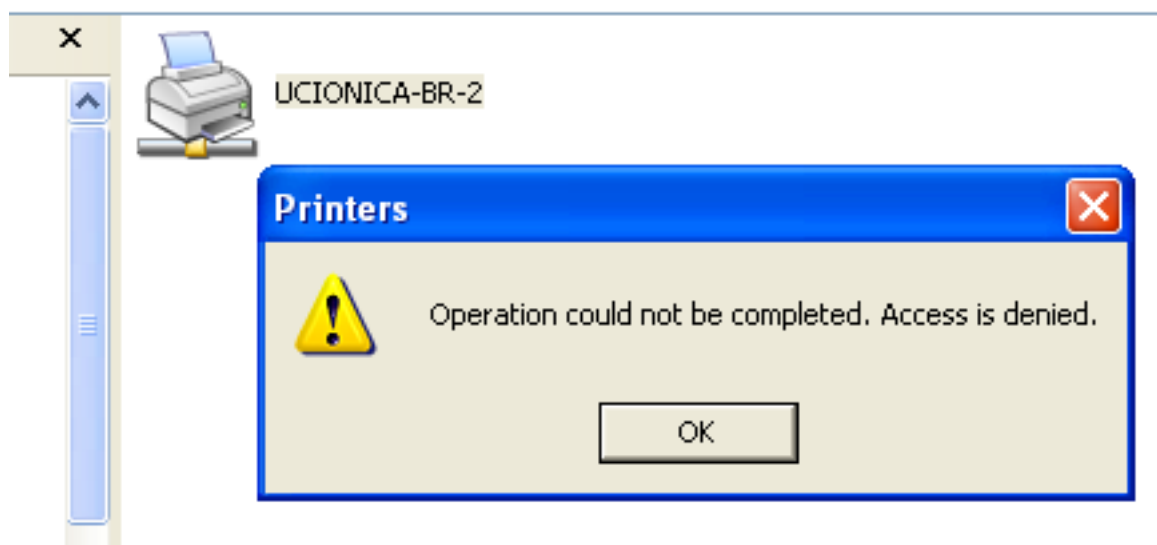 UCIONICA-BR-2
Printers
Operation could not be completed. Access is denied.
OK